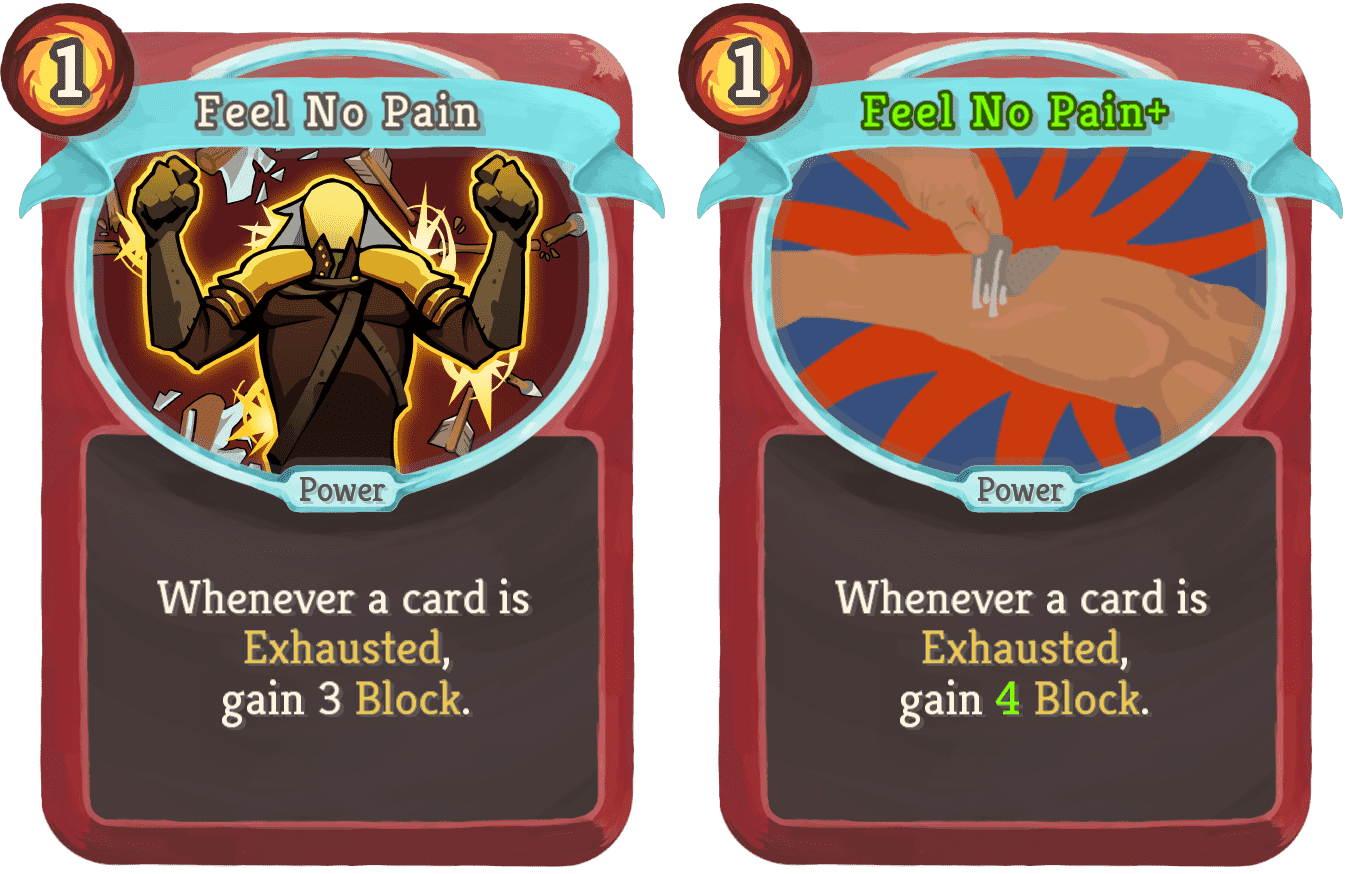 1
Feel No Pain
Power
Whenever a card is
Exhausted,
gain 3 Block.
1
Feel No Pain+
Power
Whenever a card is
Exhausted,
gain 4 Block.